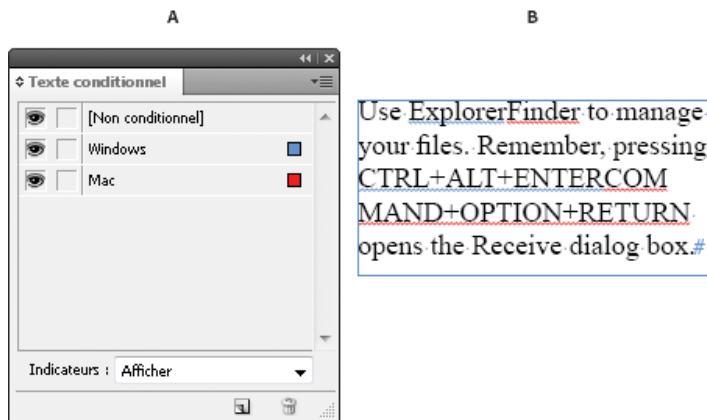 A
B
Texte conditionnel
[Non conditionnel]
Windows
Mac
Indicateurs : Afficher
Use ExplorerFinder to manage
your files. Remember, pressing
CTRL+ALT+ENTERCOM
MAND+OPTION+RETURN
opens the Receive dialog box.#